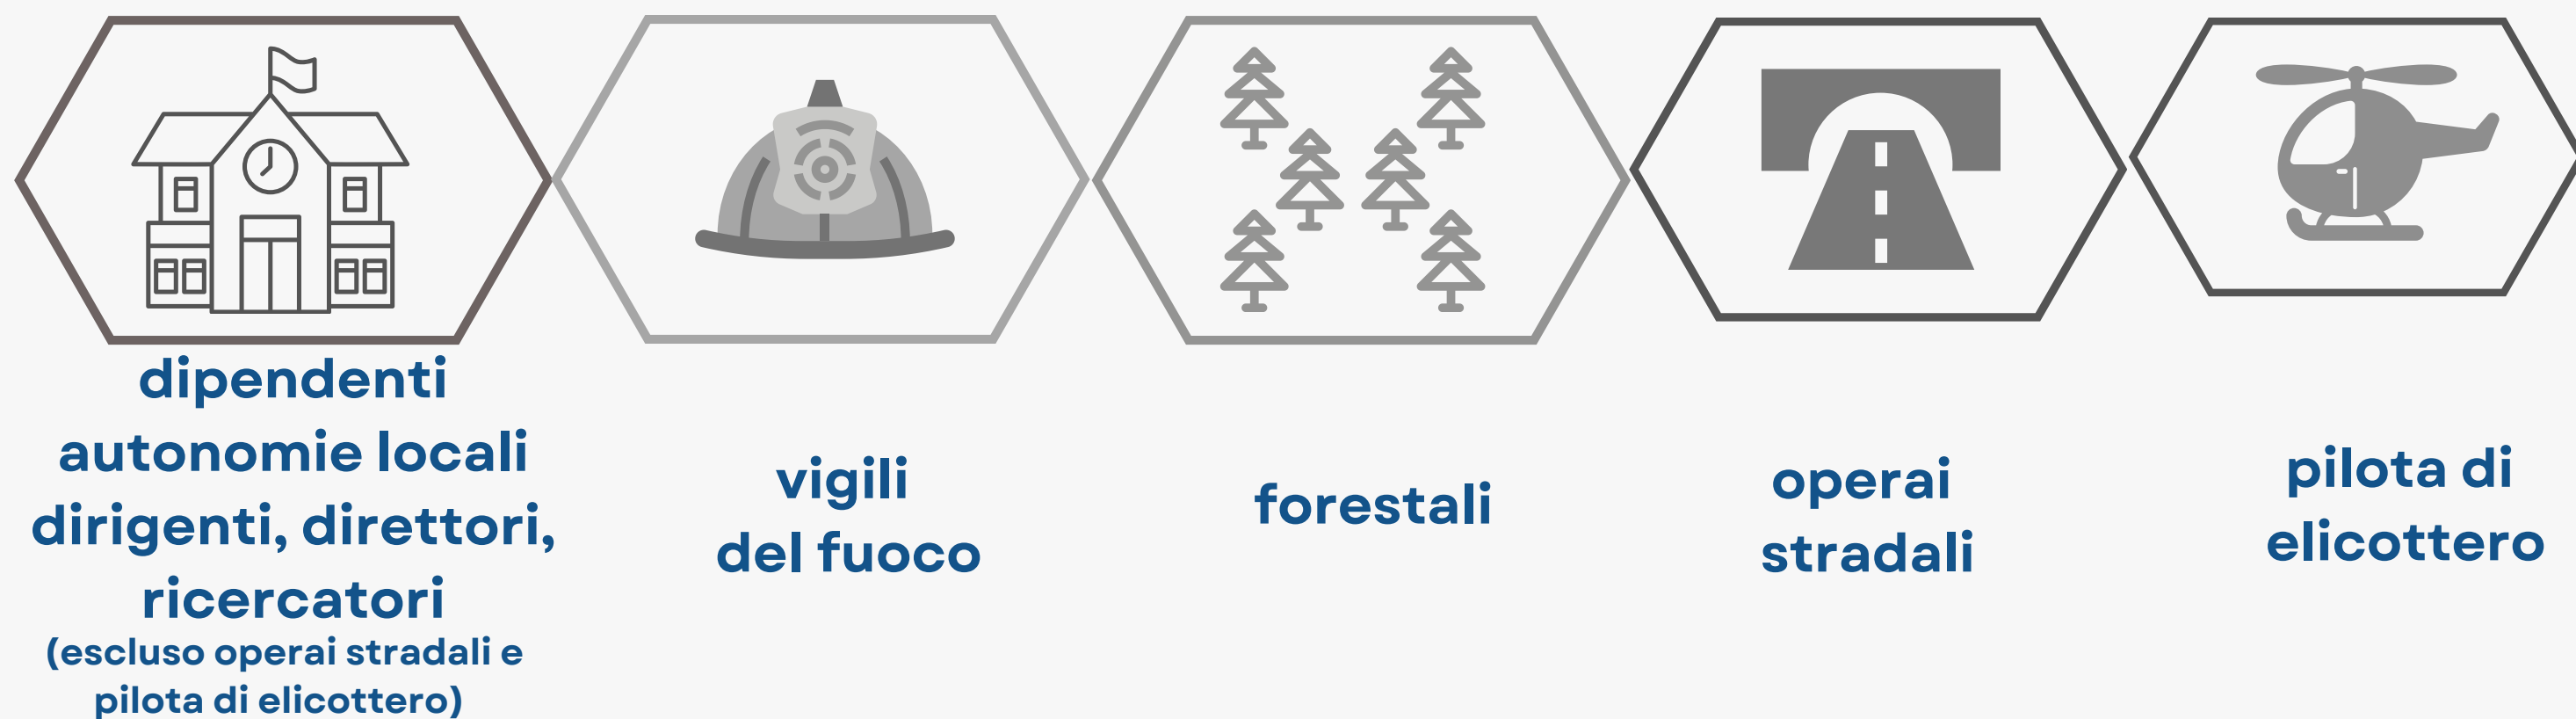 dipendenti
autonomie locali
dirigenti, direttori,
ricercatori
(escluso operai stradali e
pilota di elicottero)
vigili
del fuoco
forestali
operai
stradali
pilota di
elicottero